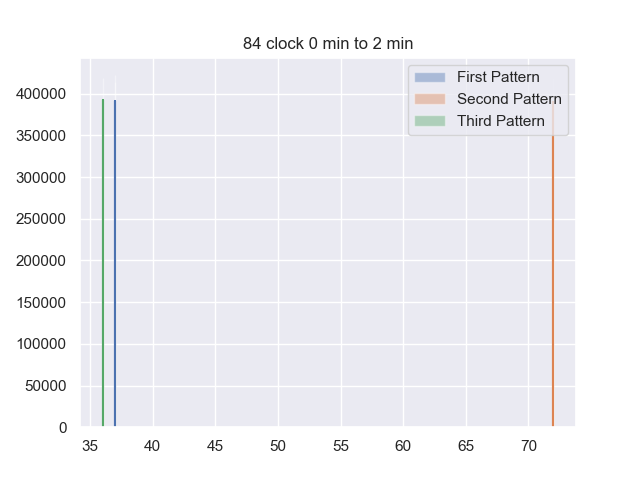 84 clock 0 min to 2 min
First Pattern
Second Pattern
Third Pattern
400000
350000
300000
250000
200000
150000
100000
50000
0
35 40 45 50 55 60 65 70